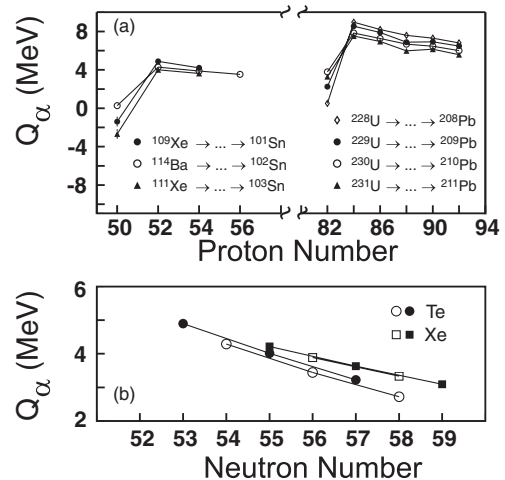 (a)
8
4
0
-4
-8
Qα (MeV)
¹⁰⁹Xe → ... → ¹⁰¹Sn
¹¹⁴Ba → ... → ¹⁰²Sn
¹¹¹Xe → ... → ¹⁰³Sn
²²⁸U → ... → ²⁰⁸Pb
²²⁹U → ... → ²⁰⁹Pb
²³⁰U → ... → ²¹⁰Pb
²³¹U → ... → ²¹¹Pb
50 52 54 56 82 84 86 90 92 94
Proton Number
6
4
2
Qα (MeV)
(b)
Te
Xe
52 53 54 55 56 57 58 59
Neutron Number